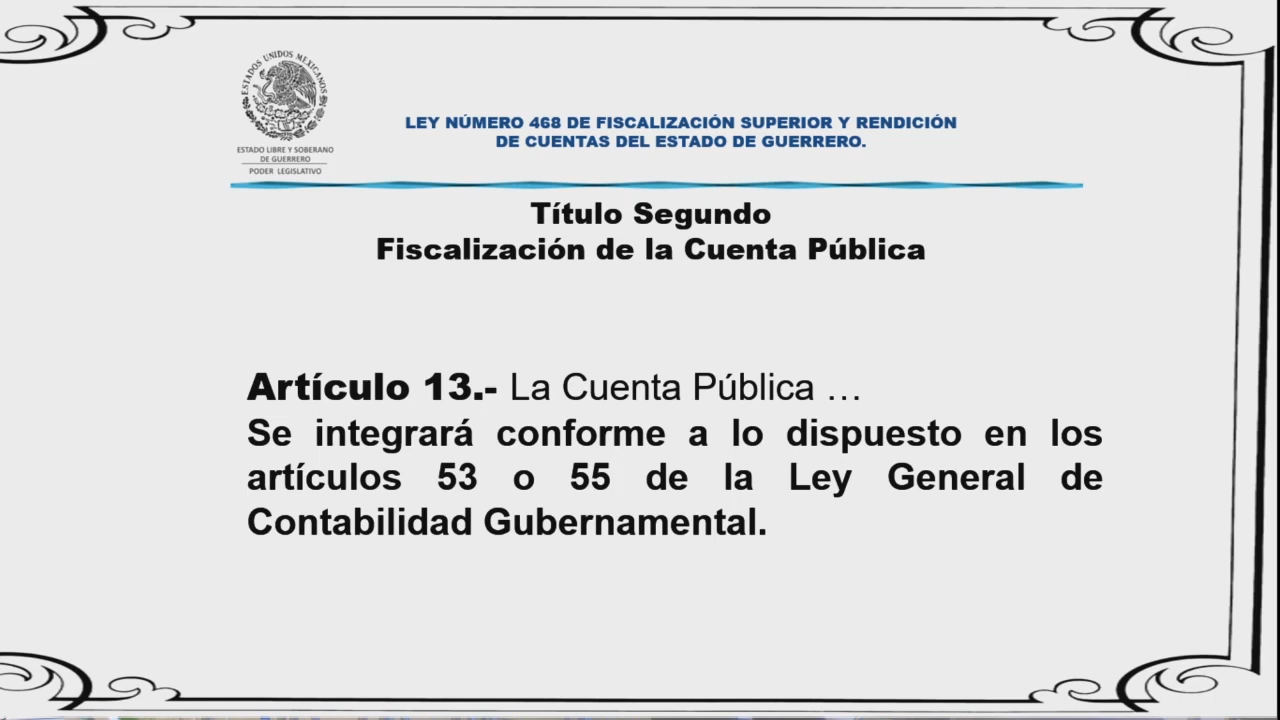 ESTADOS UNIDOS MEXICANOS
ESTADO LIBRE Y SOBERANO
DE GUERRERO
PODER LEGISLATIVO
LEY NÚMERO 468 DE FISCALIZACIÓN SUPERIOR Y RENDICIÓN
DE CUENTAS DEL ESTADO DE GUERRERO.
Título Segundo
Fiscalización de la Cuenta Pública
Artículo 13.- La Cuenta Pública …
Se integrará conforme a lo dispuesto en los
artículos 53 o 55 de la Ley General de
Contabilidad Gubernamental.